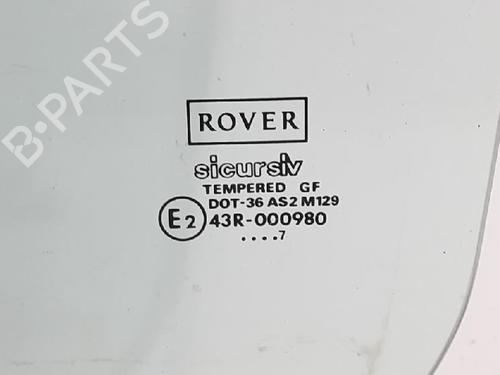 B-PARTS
ROVER
sicursiv
TEMPERED GF
DOT-36 AS2 M129
E2 43R-000980
....7